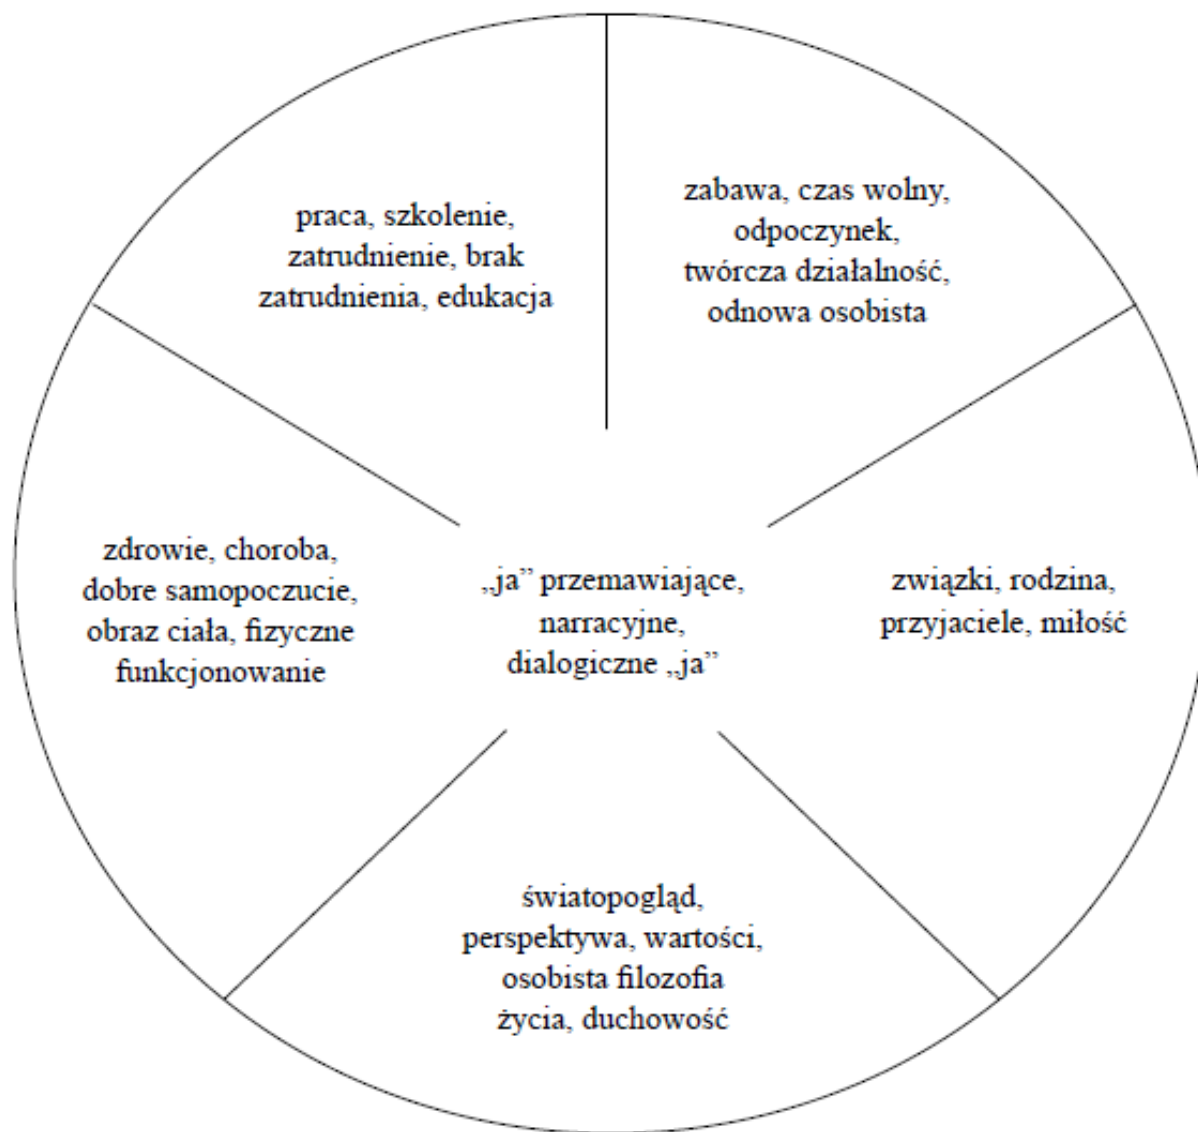 praca, szkolenie,
zatrudnienie, brak
zatrudnienia, edukacja
zabawa, czas wolny,
odpoczynek,
twórcza działalność,
odnowa osobista
zdrowie, choroba,
dobre samopoczucie,
obraz ciała, fizyczne
funkcjonowanie
„ja” przemawiające,
narracyjne,
dialogiczne „ja”
związki, rodzina,
przyjaciele, miłość
światopogląd,
perspektywa, wartości,
osobista filozofia
życia, duchowość